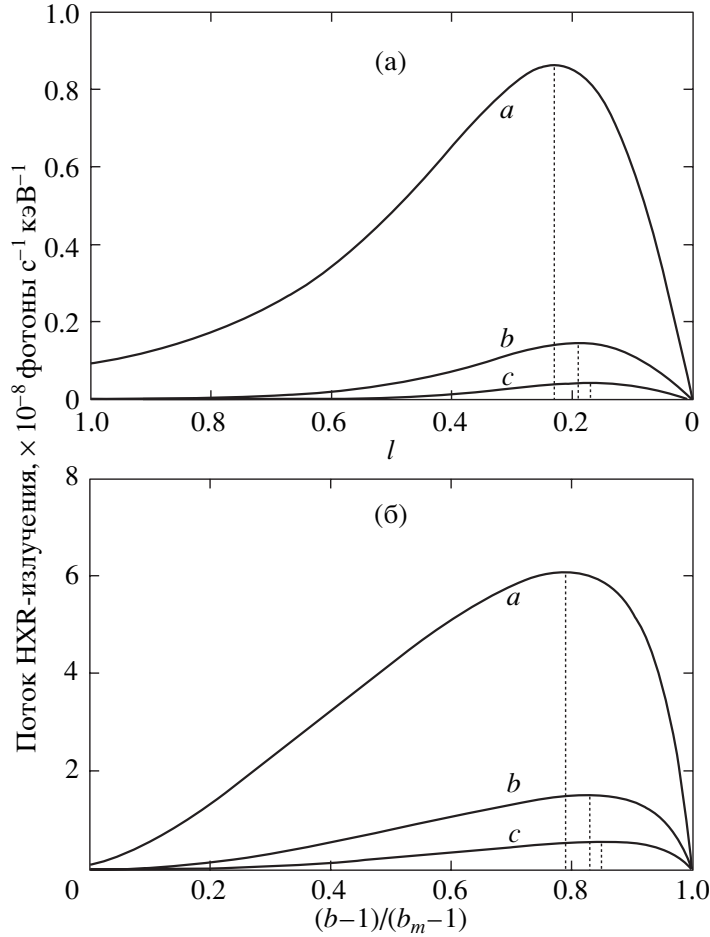 Поток HXR-излучения, × 10⁻⁸ фотоны с⁻¹ кэВ⁻¹
1.0
(а)
0.8
a
0.6
0.4
0.2
b
c
0
1.0 0.8 0.6 0.4 0.2 0
l
8
(б)
6
a
4
2
b
c
0 0.2 0.4 0.6 0.8 1.0
(b–1)/(bₘ–1)